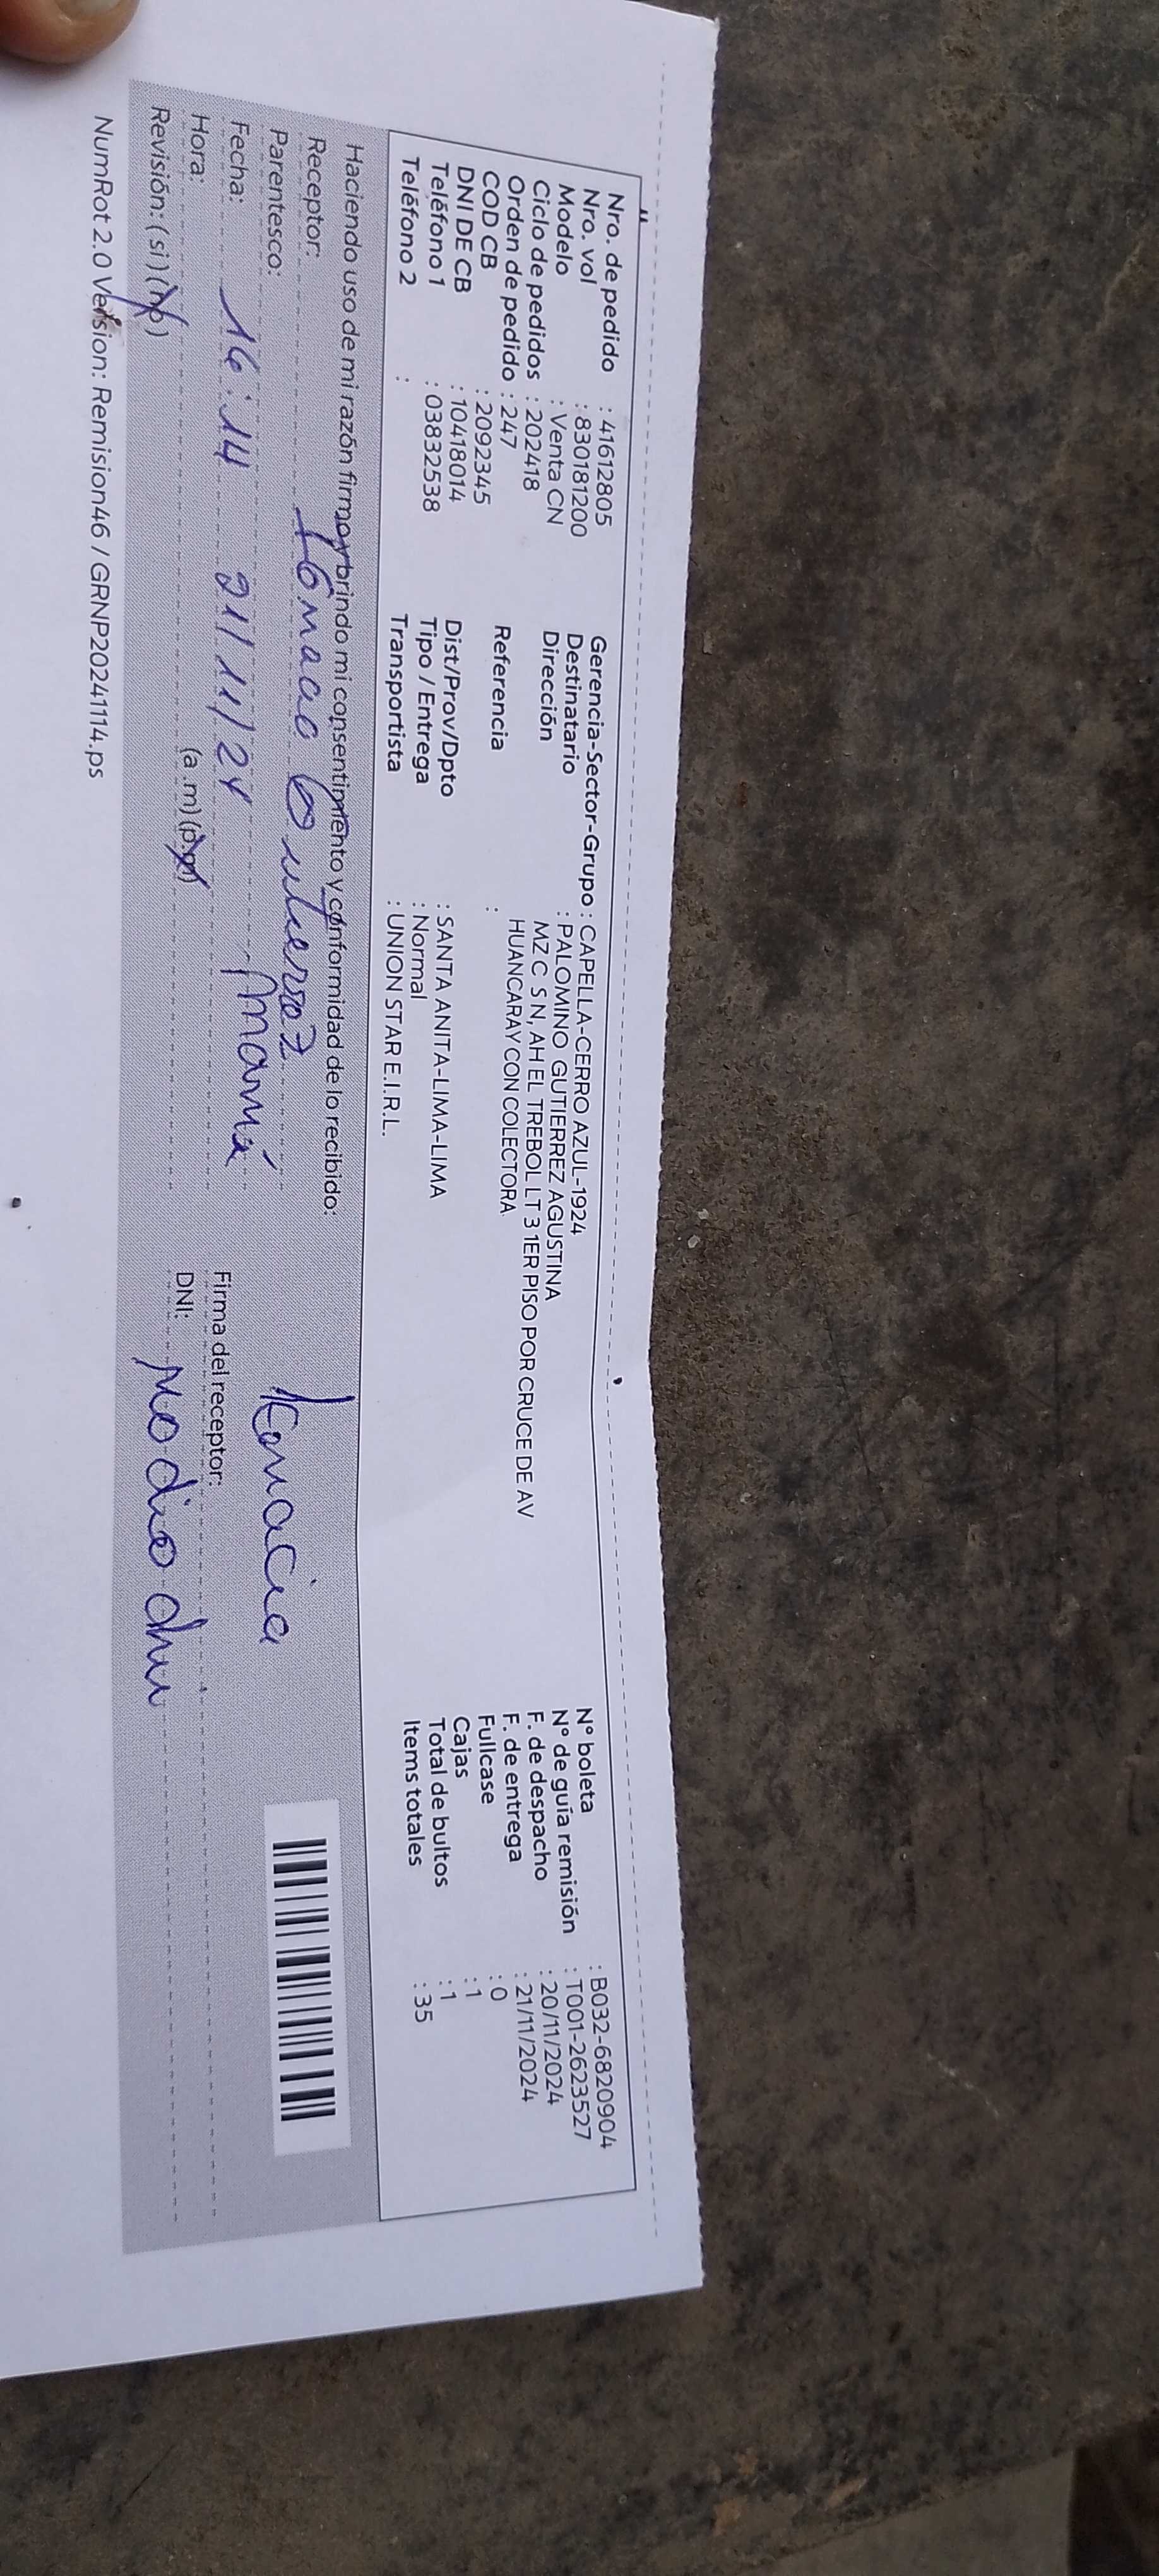 Nro. de pedido : 41612805
Nro. vol : 830181200
Modelo : Venta CN
Ciclo de pedidos : 202418
Orden de pedido : 247
COD CB : 2092345
DNI DE CB : 10418014
Teléfono 1 : 03832538
Teléfono 2 :
Gerencia-Sector-Grupo : CAPELLA-CERRO AZUL-1924
Destinatario : PALOMINO GUTIERREZ AGUSTINA
Dirección MZ C S N, AH EL TREBOL LT 3 1ER PISO POR CRUCE DE AV
HUANCARAY CON COLECTORA
Referencia :
Dist/Prov/Dpto : SANTA ANITA-LIMA-LIMA
Tipo / Entrega : Normal
Transportista : UNION STAR E.I.R.L.
N° boleta : B032-6820904
N° de guía remisión : T001-2623527
F. de despacho : 20/11/2024
F. de entrega : 21/11/2024
Fullcase : 0
Cajas : 1
Total de bultos : 1
Items totales : 35
Haciendo uso de mi razón firmo y brindo mi consentimiento y conformidad de lo recibido:
Receptor:
Parentesco: Mamá
Fecha: 16:14 21/11/24
Hora: (a.m) (p.m)
Revisión: (si) (no)
Firma del receptor:
DNI: no dio dni
NumRot 2.0 Version: Remision46 / GRNP20241114.ps